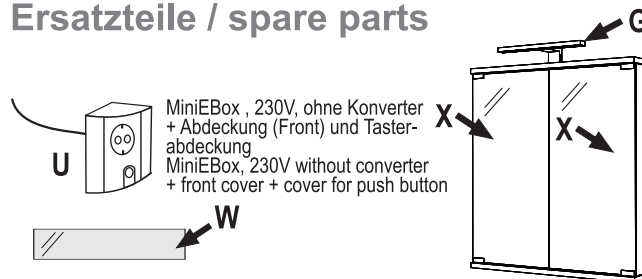 Ersatzteile / spare parts
G
MiniEBox , 230V, ohne Konverter
+ Abdeckung (Front) und Taster-
abdeckung
MiniEBox, 230V without converter
+ front cover + cover for push button
U
X
X
W